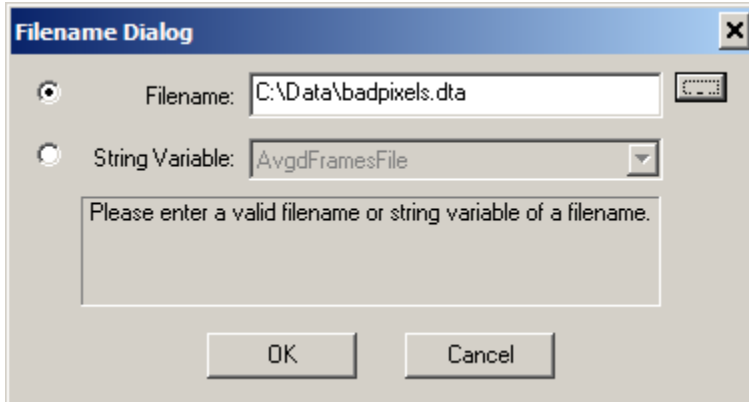 Filename Dialog
Filename: C:\Data\badpixels.dta
String Variable: AvgdFramesFile
Please enter a valid filename or string variable of a filename.
OK Cancel